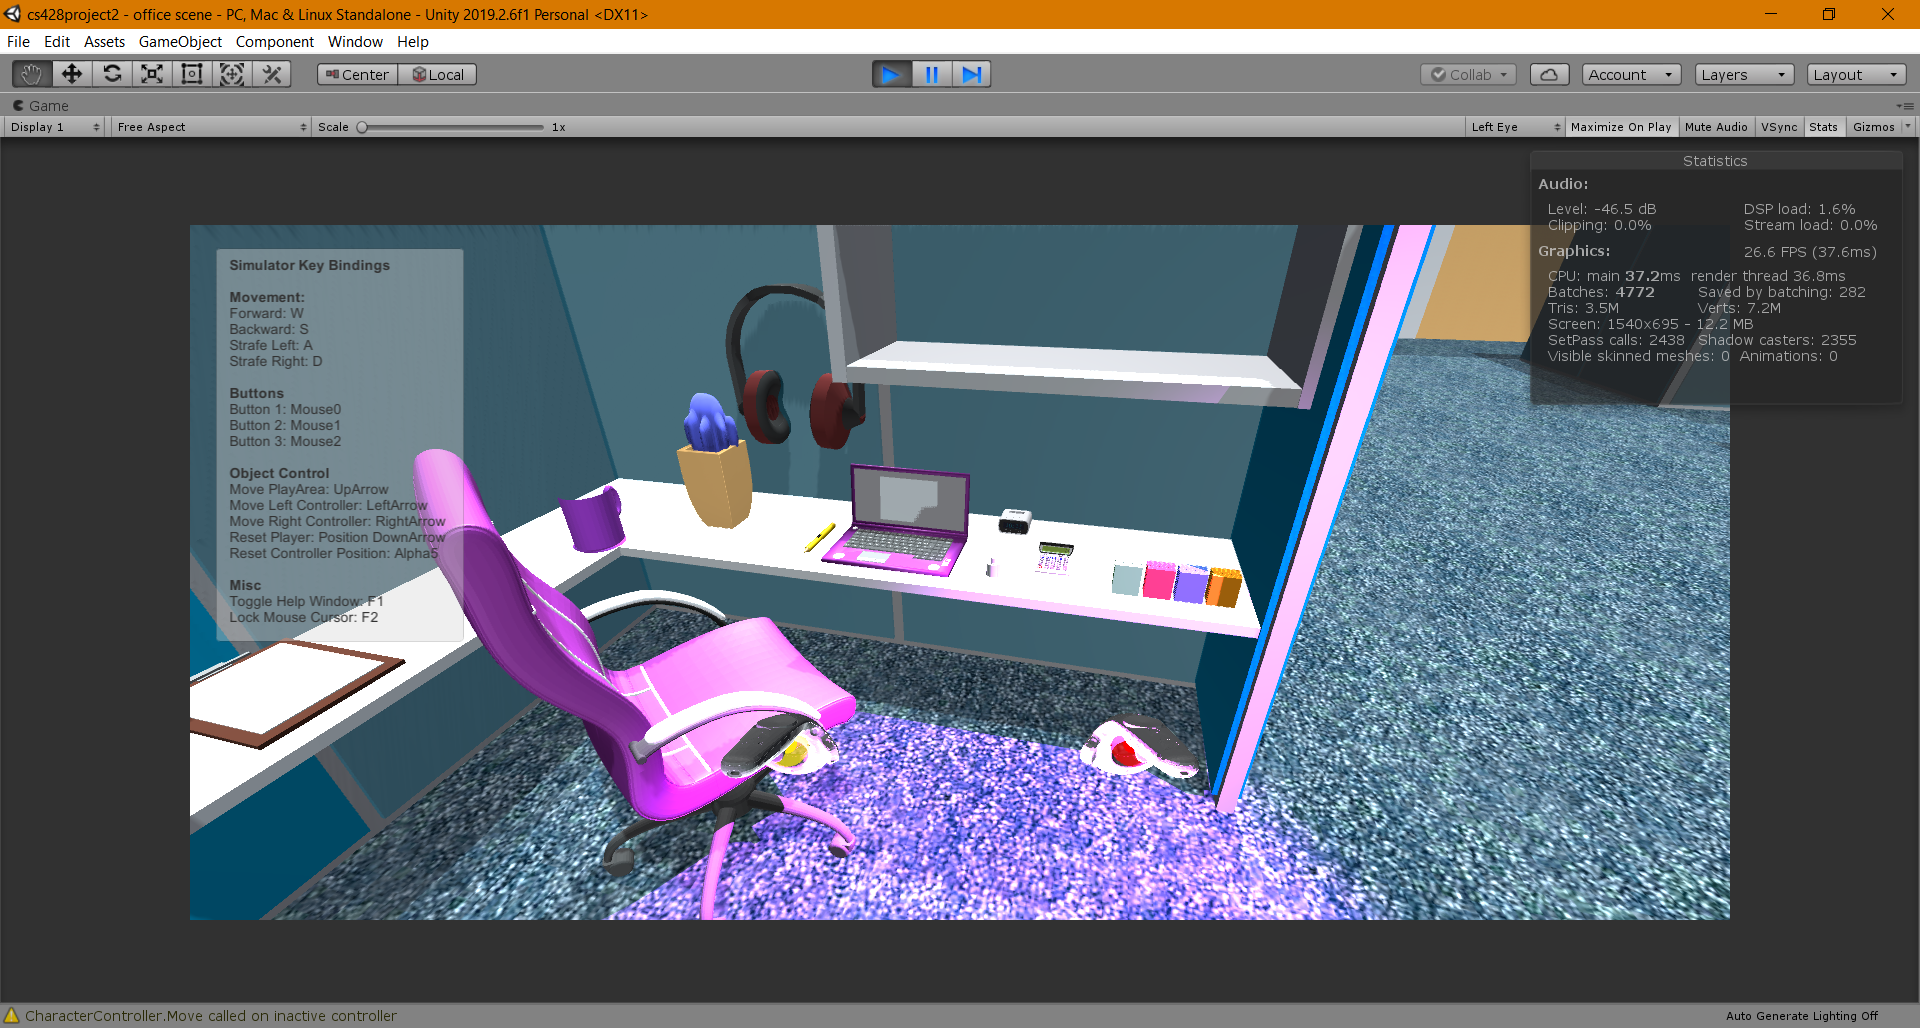 cs428project2 - office scene - PC, Mac & Linux Standalone - Unity 2019.2.6f1 Personal <DX11>
File Edit Assets GameObject Component Window Help
Center Local Collab Account Layers Layout
Game
Display 1 Free Aspect Scale 1x Left Eye Maximize On Play Mute Audio VSync Stats Gizmos
Statistics
Audio:
Level: -46.5 dB DSP load: 1.6%
Clipping: 0.0% Stream load: 0.0%
Graphics: 26.6 FPS (37.6ms)
CPU: main 37.2ms render thread 36.8ms
Batches: 4772 Saved by batching: 282
Tris: 3.5M Verts: 7.2M
Screen: 1540x695 - 12.2 MB
SetPass calls: 2438 Shadow casters: 2355
Visible skinned meshes: 0 Animations: 0
Simulator Key Bindings
Movement:
Forward: W
Backward: S
Strafe Left: A
Strafe Right: D
Buttons
Button 1: Mouse0
Button 2: Mouse1
Button 3: Mouse2
Object Control
Move PlayArea: UpArrow
Move Left Controller: LeftArrow
Move Right Controller: RightArrow
Reset Player: Position DownArrow
Reset Controller Position: Alpha5
Misc
Toggle Help Window: F1
Lock Mouse Cursor: F2
CharacterController.Move called on inactive controller
Auto Generate Lighting Off